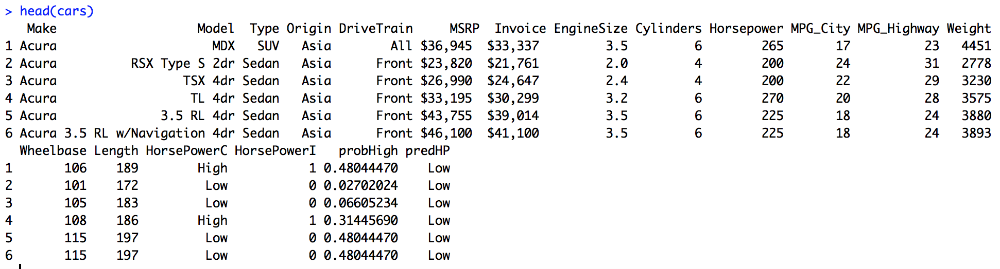 > head(cars)
   Make                   Model  Type Origin DriveTrain     MSRP  Invoice EngineSize Cylinders Horsepower MPG_City MPG_Highway Weight
1 Acura                     MDX   SUV   Asia        All $36,945  $33,337         3.5         6        265       17          23   4451
2 Acura          RSX Type S 2dr Sedan   Asia      Front $23,820  $21,761         2.0         4        200       24          31   2778
3 Acura                 TSX 4dr Sedan   Asia      Front $26,990  $24,647         2.4         4        200       22          29   3230
4 Acura                  TL 4dr Sedan   Asia      Front $33,195  $30,299         3.2         6        270       20          28   3575
5 Acura              3.5 RL 4dr Sedan   Asia      Front $43,755  $39,014         3.5         6        225       18          24   3880
6 Acura 3.5 RL w/Navigation 4dr Sedan   Asia      Front $46,100  $41,100         3.5         6        225       18          24   3893
  Wheelbase Length HorsePowerC HorsePowerI   probHigh predHP
1       106    189        High           1 0.48044470    Low
2       101    172         Low           0 0.02702024    Low
3       105    183         Low           0 0.06605234    Low
4       108    186        High           1 0.31445690    Low
5       115    197         Low           0 0.48044470    Low
6       115    197         Low           0 0.48044470    Low